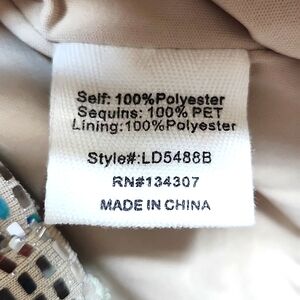 Self: 100%Polyester
Sequins: 100% PET
Lining:100%Polyester
Style#:LD5488B
RN#134307
MADE IN CHINA